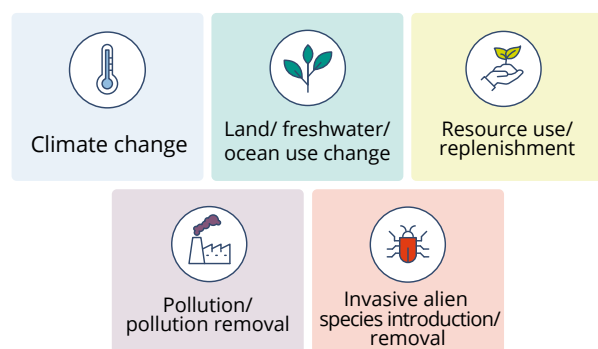 Climate change
Land/ freshwater/
ocean use change
Resource use/
replenishment
Pollution/
pollution removal
Invasive alien
species introduction/
removal